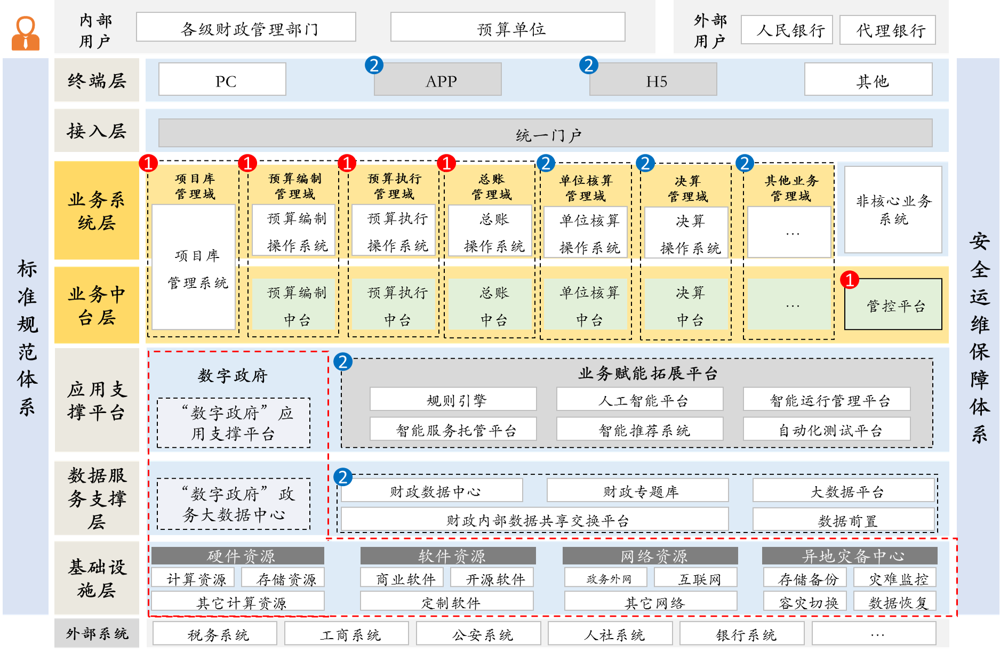 内部
用户
各级财政管理部门
预算单位
外部
用户
人民银行
代理银行
终端层
PC
2
APP
2
H5
其他
接入层
统一门户
业务系
统层
1
项目库
管理域
1
预算编制
管理域
1
预算执行
管理域
1
总账
管理域
2
单位核算
管理域
2
决算
管理域
2
其他业务
管理域
项目库
管理系统
预算编制
操作系统
预算执行
操作系统
总账
操作系统
单位核算
操作系统
决算
操作系统
…
非核心业务
系统
业务中
台层
预算编制
中台
预算执行
中台
总账
中台
单位核算
中台
决算
中台
…
1
管控平台
应用支
撑平台
数字政府
“数字政府”应
用支撑平台
2
业务赋能拓展平台
规则引擎
人工智能平台
智能运行管理平台
智能服务托管平台
智能推荐系统
自动化测试平台
数据服
务支撑
层
“数字政府”政
务大数据中心
2
财政数据中心
财政专题库
大数据平台
财政内部数据共享交换平台
数据前置
基础设
施层
硬件资源
计算资源
存储资源
其它计算资源
软件资源
商业软件
开源软件
定制软件
网络资源
政务外网
互联网
其它网络
异地灾备中心
存储备份
灾难监控
容灾切换
数据恢复
外部系统
税务系统
工商系统
公安系统
人社系统
银行系统
…
标准规范体系
安全运维保障体系